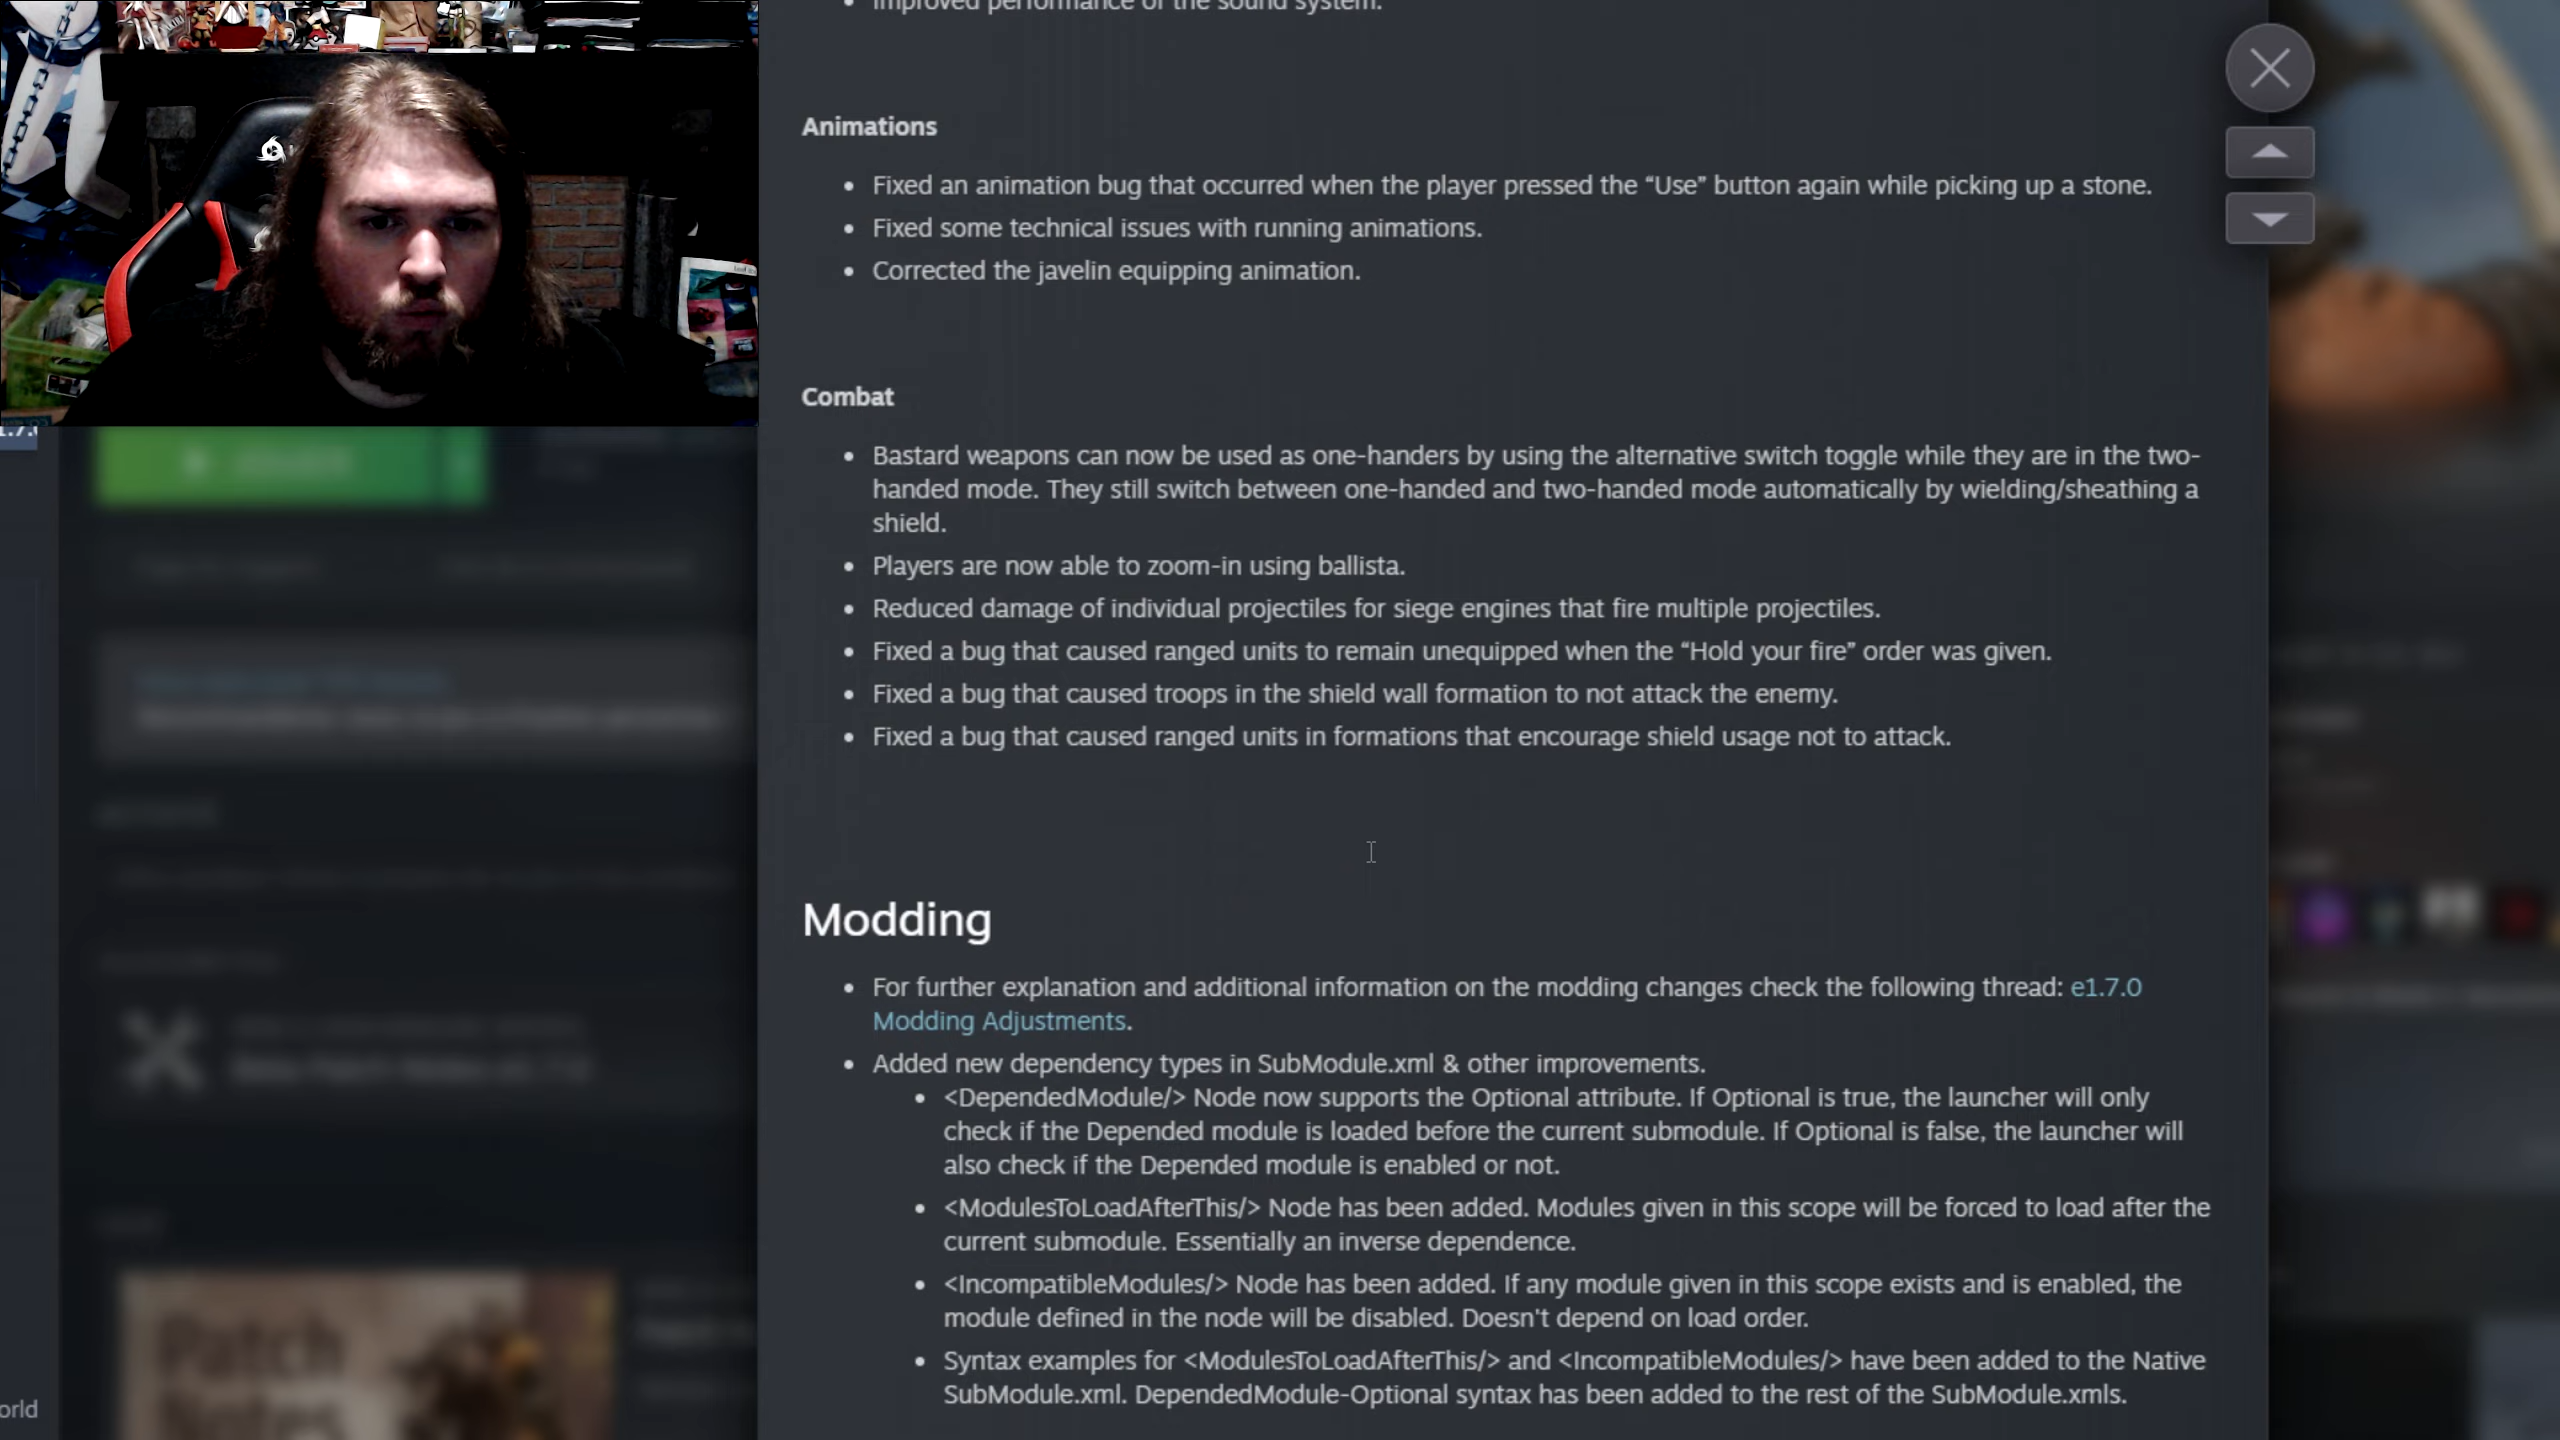 Improved performance of the sound system.
Animations
Fixed an animation bug that occurred when the player pressed the “Use” button again while picking up a stone.
Fixed some technical issues with running animations.
Corrected the javelin equipping animation.
Combat
Bastard weapons can now be used as one-handers by using the alternative switch toggle while they are in the two-
handed mode. They still switch between one-handed and two-handed mode automatically by wielding/sheathing a
shield.
Players are now able to zoom-in using ballista.
Reduced damage of individual projectiles for siege engines that fire multiple projectiles.
Fixed a bug that caused ranged units to remain unequipped when the “Hold your fire” order was given.
Fixed a bug that caused troops in the shield wall formation to not attack the enemy.
Fixed a bug that caused ranged units in formations that encourage shield usage not to attack.
Modding
For further explanation and additional information on the modding changes check the following thread: e1.7.0
Modding Adjustments.
Added new dependency types in SubModule.xml & other improvements.
<DependedModule/> Node now supports the Optional attribute. If Optional is true, the launcher will only
check if the Depended module is loaded before the current submodule. If Optional is false, the launcher will
also check if the Depended module is enabled or not.
<ModulesToLoadAfterThis/> Node has been added. Modules given in this scope will be forced to load after the
current submodule. Essentially an inverse dependence.
<IncompatibleModules/> Node has been added. If any module given in this scope exists and is enabled, the
module defined in the node will be disabled. Doesn't depend on load order.
Syntax examples for <ModulesToLoadAfterThis/> and <IncompatibleModules/> have been added to the Native
SubModule.xml. DependedModule-Optional syntax has been added to the rest of the SubModule.xmls.
Patch
Notes
orld